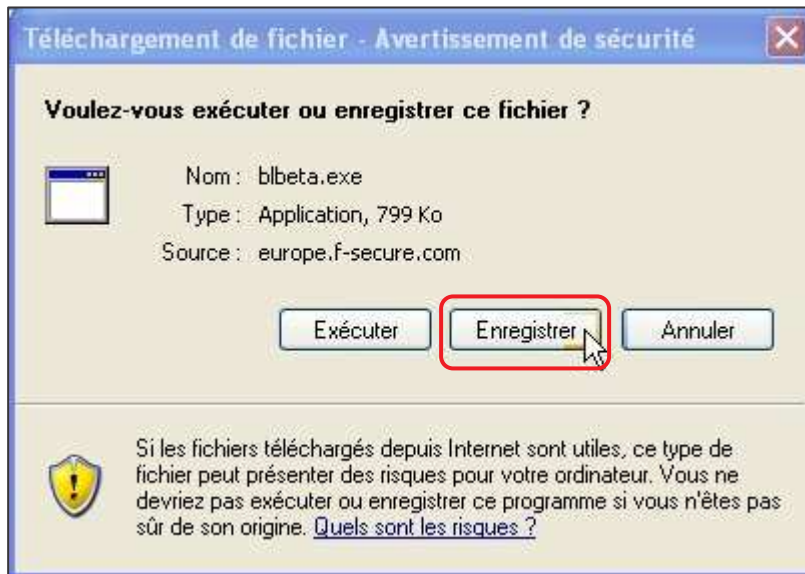 Téléchargement de fichier - Avertissement de sécurité
Voulez-vous exécuter ou enregistrer ce fichier ?
Nom : blbeta.exe
Type : Application, 799 Ko
Source : europe.f-secure.com
Exécuter Enregistrer Annuler
Si les fichiers téléchargés depuis Internet sont utiles, ce type de
fichier peut présenter des risques pour votre ordinateur. Vous ne
devriez pas exécuter ou enregistrer ce programme si vous n'êtes pas
sûr de son origine. Quels sont les risques ?